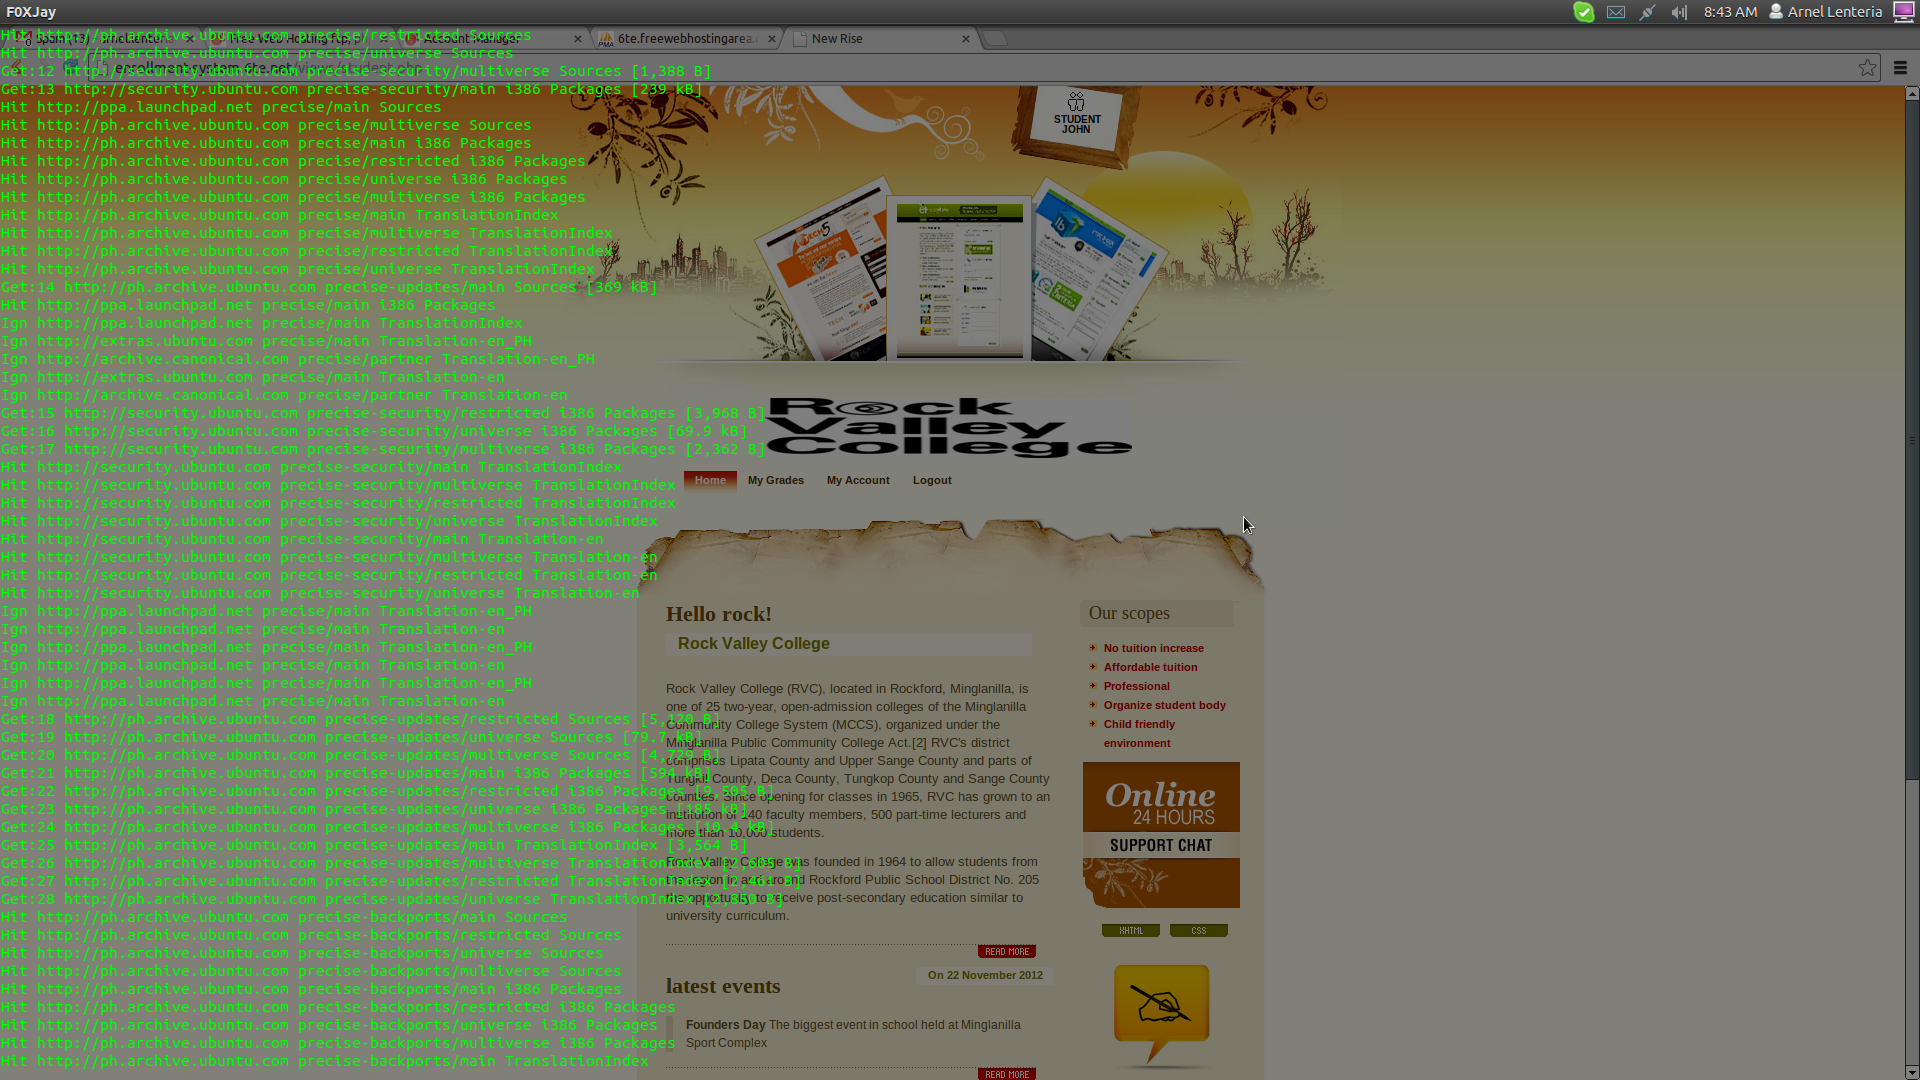 F0XJay
8:43 AM
Arnel Lenteria
Account Manager
6te.freewebhostingarea.
New Rise
Hit http://ph.archive.ubuntu.com precise/restricted Sources
Hit http://ph.archive.ubuntu.com precise/universe Sources
Get:12 http://security.ubuntu.com precise-security/multiverse Sources [1,388 B]
Get:13 http://security.ubuntu.com precise-security/main i386 Packages [239 kB]
Hit http://ppa.launchpad.net precise/main Sources
Hit http://ph.archive.ubuntu.com precise/multiverse Sources
Hit http://ph.archive.ubuntu.com precise/main i386 Packages
Hit http://ph.archive.ubuntu.com precise/restricted i386 Packages
Hit http://ph.archive.ubuntu.com precise/universe i386 Packages
Hit http://ph.archive.ubuntu.com precise/multiverse i386 Packages
Hit http://ph.archive.ubuntu.com precise/main TranslationIndex
Hit http://ph.archive.ubuntu.com precise/multiverse TranslationIndex
Hit http://ph.archive.ubuntu.com precise/restricted TranslationIndex
Hit http://ph.archive.ubuntu.com precise/universe TranslationIndex
Get:14 http://ph.archive.ubuntu.com precise-updates/main Sources [369 kB]
Hit http://ppa.launchpad.net precise/main i386 Packages
Ign http://ppa.launchpad.net precise/main TranslationIndex
Ign http://extras.ubuntu.com precise/main Translation-en_PH
Ign http://archive.canonical.com precise/partner Translation-en_PH
Ign http://extras.ubuntu.com precise/main Translation-en
Ign http://archive.canonical.com precise/partner Translation-en
Get:15 http://security.ubuntu.com precise-security/restricted i386 Packages [3,968 B]
Get:16 http://security.ubuntu.com precise-security/universe i386 Packages [69.9 kB]
Get:17 http://security.ubuntu.com precise-security/multiverse i386 Packages [2,362 B]
Hit http://security.ubuntu.com precise-security/main TranslationIndex
Hit http://security.ubuntu.com precise-security/multiverse TranslationIndex
Hit http://security.ubuntu.com precise-security/restricted TranslationIndex
Hit http://security.ubuntu.com precise-security/universe TranslationIndex
Hit http://security.ubuntu.com precise-security/main Translation-en
Hit http://security.ubuntu.com precise-security/multiverse Translation-en
Hit http://security.ubuntu.com precise-security/restricted Translation-en
Hit http://security.ubuntu.com precise-security/universe Translation-en
Ign http://ppa.launchpad.net precise/main Translation-en_PH
Ign http://ppa.launchpad.net precise/main Translation-en
Ign http://ppa.launchpad.net precise/main Translation-en_PH
Ign http://ppa.launchpad.net precise/main Translation-en
Ign http://ppa.launchpad.net precise/main Translation-en_PH
Ign http://ppa.launchpad.net precise/main Translation-en
Get:18 http://ph.archive.ubuntu.com precise-updates/restricted Sources [5,120 B]
Get:19 http://ph.archive.ubuntu.com precise-updates/universe Sources [79.7 kB]
Get:20 http://ph.archive.ubuntu.com precise-updates/multiverse Sources [4,729 B]
Get:21 http://ph.archive.ubuntu.com precise-updates/main i386 Packages [594 kB]
Get:22 http://ph.archive.ubuntu.com precise-updates/restricted i386 Packages [9,505 B]
Get:23 http://ph.archive.ubuntu.com precise-updates/universe i386 Packages [185 kB]
Get:24 http://ph.archive.ubuntu.com precise-updates/multiverse i386 Packages [10.4 kB]
Get:25 http://ph.archive.ubuntu.com precise-updates/main TranslationIndex [3,564 B]
Get:26 http://ph.archive.ubuntu.com precise-updates/multiverse TranslationIndex
Get:27 http://ph.archive.ubuntu.com precise-updates/restricted TranslationIndex [2,461 B]
Get:28 http://ph.archive.ubuntu.com precise-updates/universe TranslationIndex
Hit http://ph.archive.ubuntu.com precise-backports/main Sources
Hit http://ph.archive.ubuntu.com precise-backports/restricted Sources
Hit http://ph.archive.ubuntu.com precise-backports/universe Sources
Hit http://ph.archive.ubuntu.com precise-backports/multiverse Sources
Hit http://ph.archive.ubuntu.com precise-backports/main i386 Packages
Hit http://ph.archive.ubuntu.com precise-backports/restricted i386 Packages
Hit http://ph.archive.ubuntu.com precise-backports/universe i386 Packages
Hit http://ph.archive.ubuntu.com precise-backports/multiverse i386 Packages
Hit http://ph.archive.ubuntu.com precise-backports/main TranslationIndex
STUDENT
JOHN
Rock
Valley
College
Home My Grades My Account Logout
Hello rock!
Rock Valley College
Rock Valley College (RVC), located in Rockford, Minglanilla, is
one of 25 two-year, open-admission colleges of the Minglanilla
Community College System (MCCS), organized under the
Minglanilla Public Community College Act.[2] RVC's district
comprises Lipata County and Upper Sange County and parts of
Tungkil County, Deca County, Tungkop County and Sange County
counties. Since opening for classes in 1965, RVC has grown to an
institution of 140 faculty members, 500 part-time lecturers and
more than 10,000 students.
Rock Valley College was founded in 1964 to allow students from
the region in and around Rockford Public School District No. 205
the opportunity to receive post-secondary education similar to
university curriculum.
READ MORE
On 22 November 2012
latest events
Founders Day The biggest event in school held at Minglanilla
Sport Complex
READ MORE
Our scopes
No tuition increase
Affordable tuition
Professional
Organize student body
Child friendly
environment
Online
24 HOURS
SUPPORT CHAT
XHTML CSS